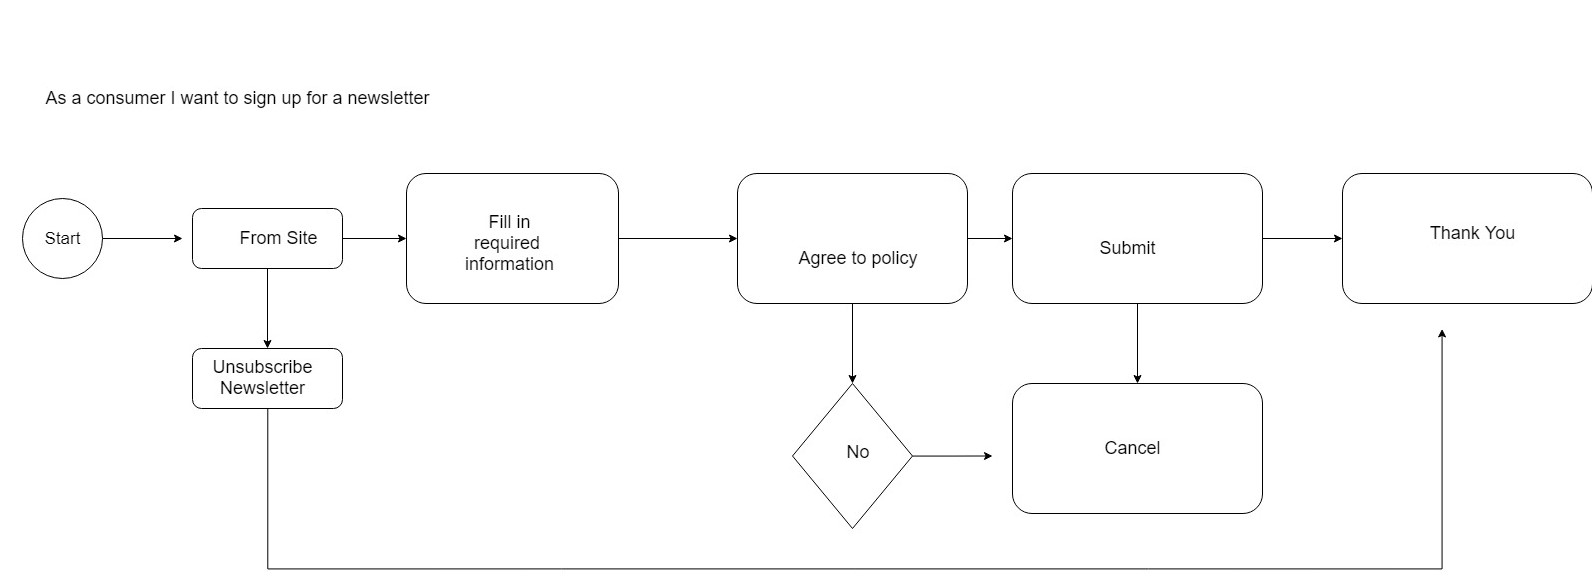 As a consumer I want to sign up for a newsletter
Start
From Site
Fill in
required
information
Agree to policy
Submit
Thank You
Unsubscribe
Newsletter
No
Cancel